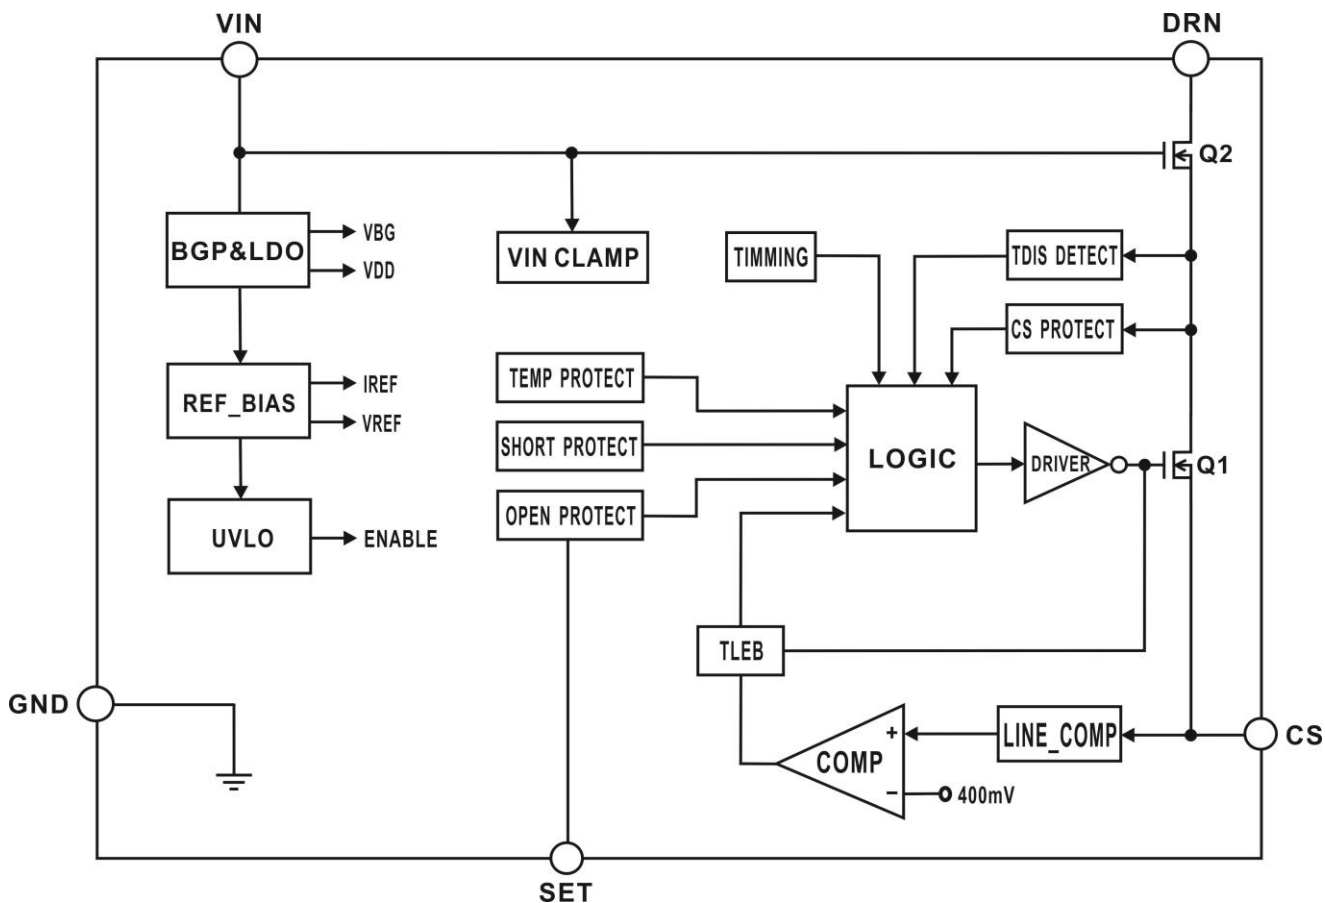 VIN
DRN
Q2
BGP&LDO
VBG
VDD
VIN CLAMP
TIMMING
TDIS DETECT
CS PROTECT
REF_BIAS
IREF
VREF
TEMP PROTECT
SHORT PROTECT
OPEN PROTECT
LOGIC
DRIVER
Q1
UVLO
ENABLE
TLEB
GND
COMP
+
−
LINE_COMP
CS
400mV
SET